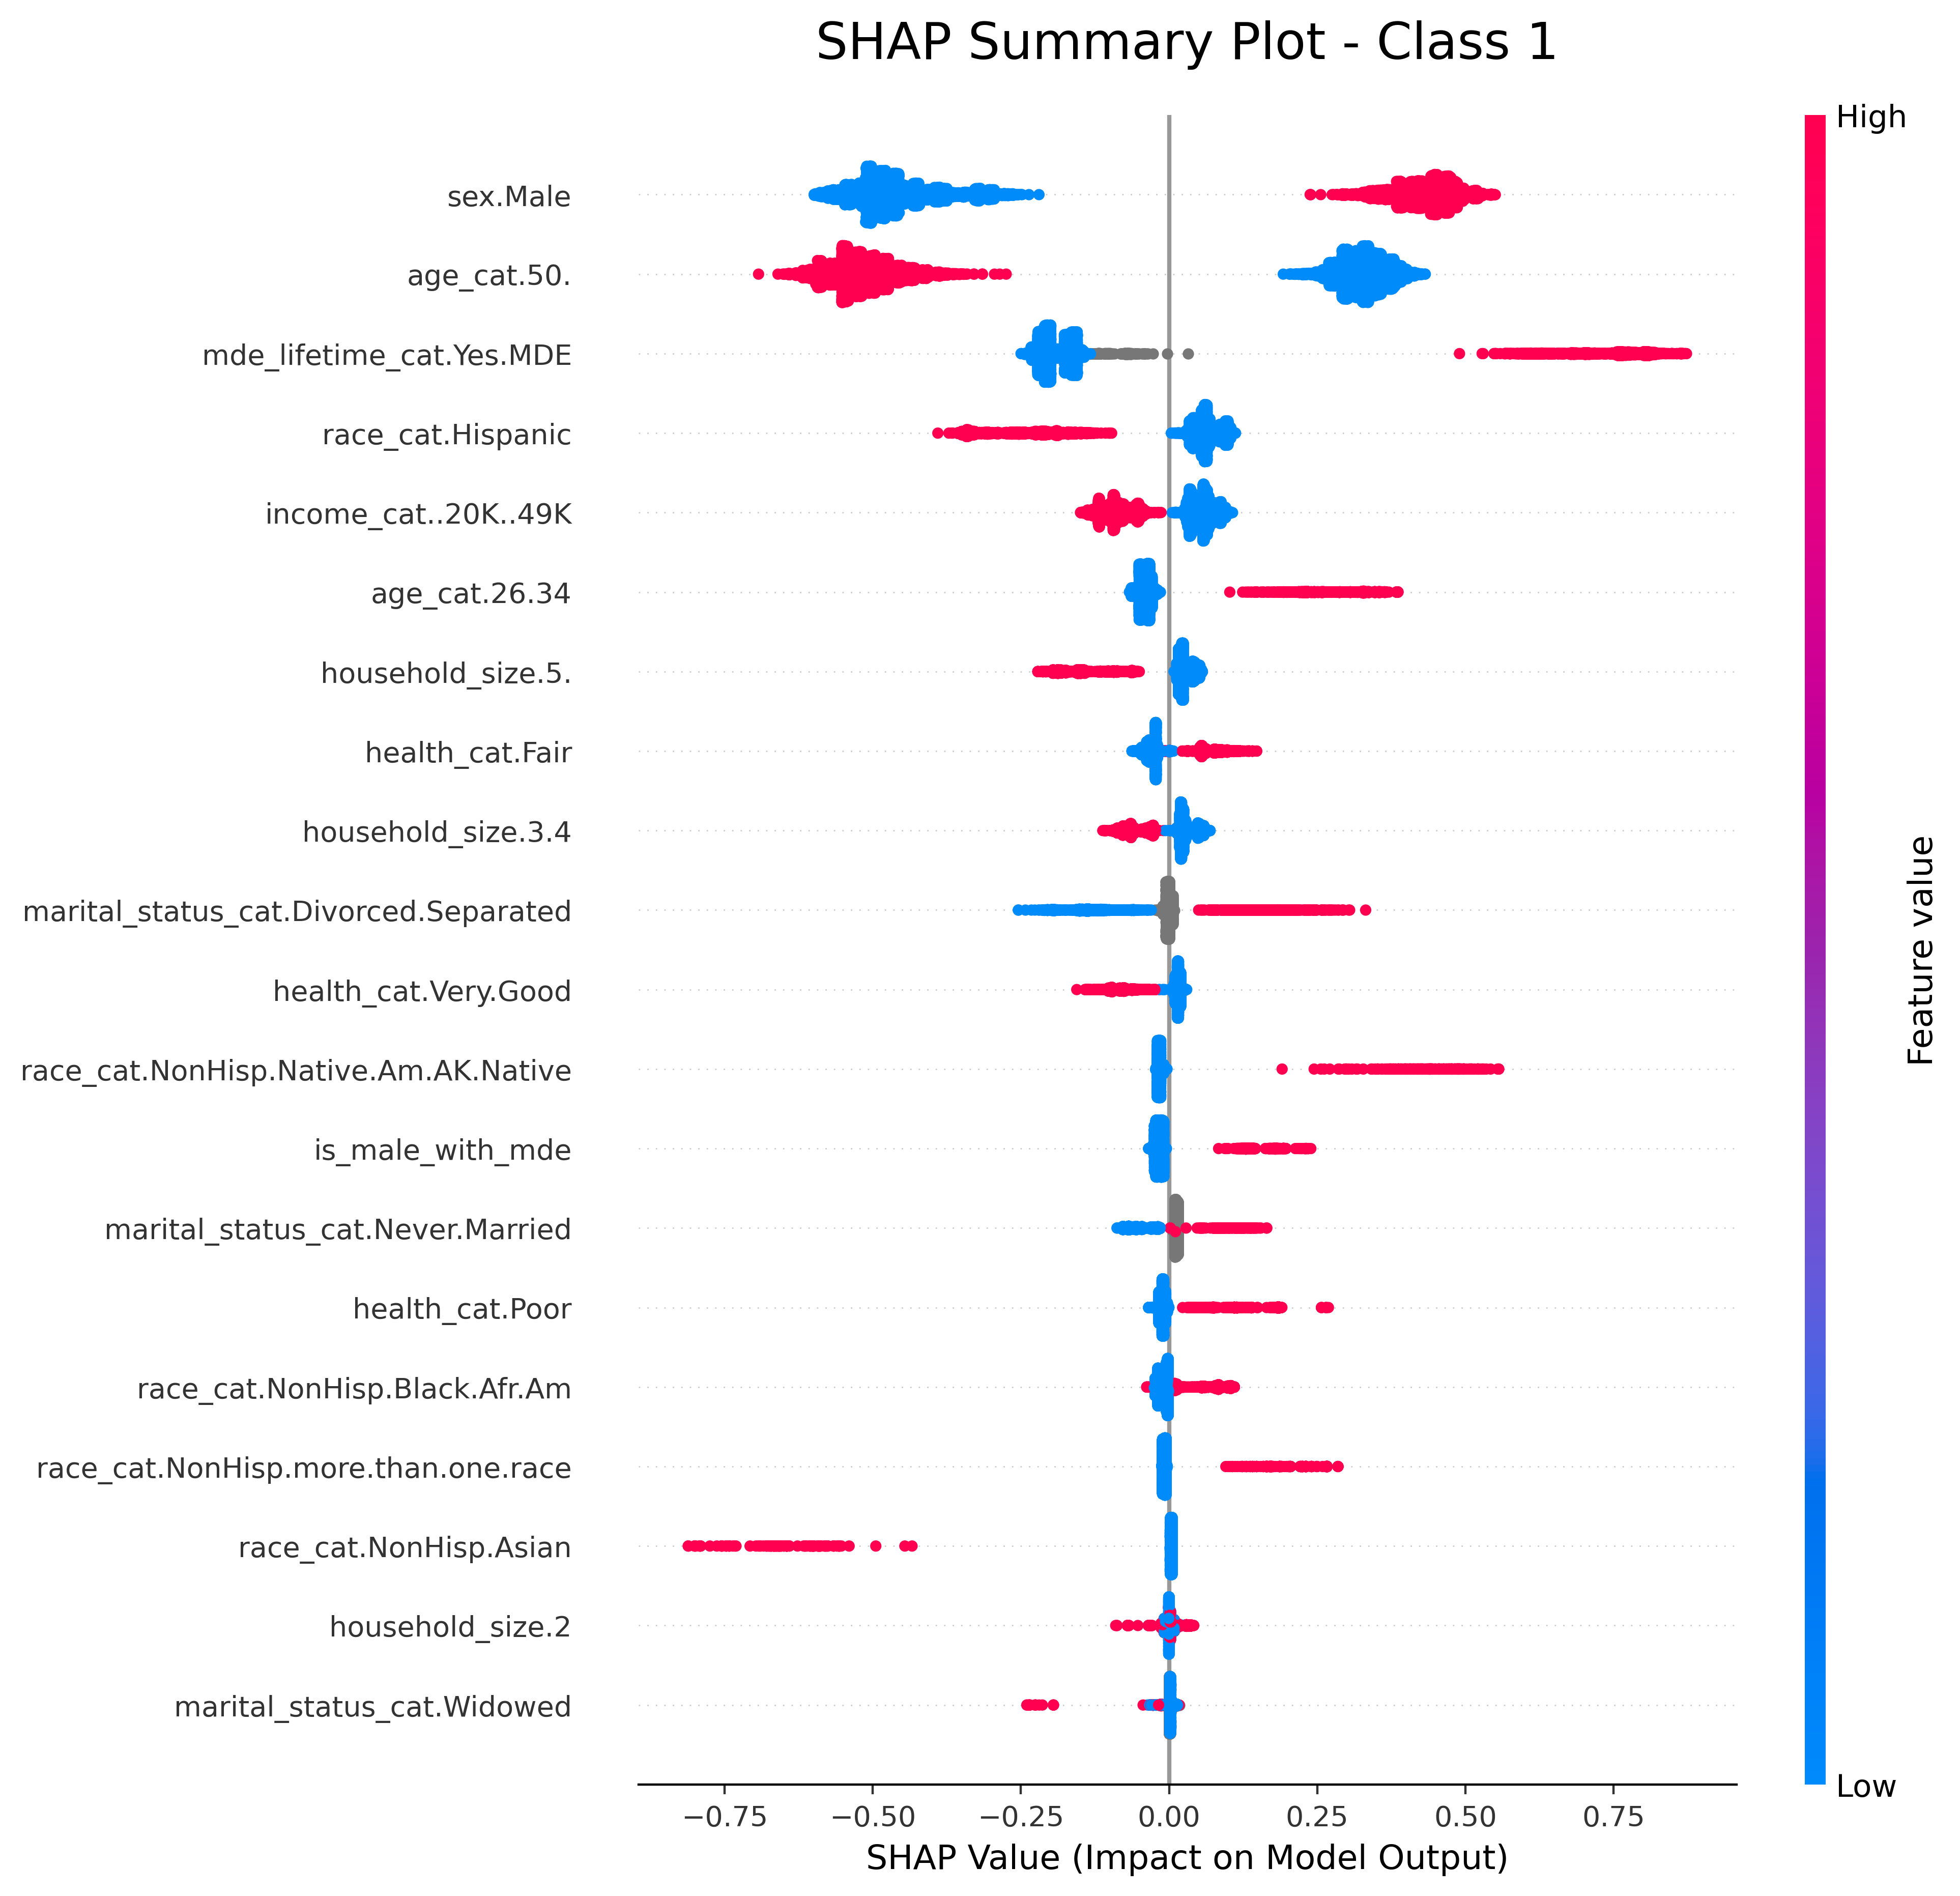 SHAP Summary Plot - Class 1
High
sex.Male
age_cat.50.
mde_lifetime_cat.Yes.MDE
race_cat.Hispanic
income_cat..20K..49K
age_cat.26.34
household_size.5.
health_cat.Fair
household_size.3.4
marital_status_cat.Divorced.Separated
health_cat.Very.Good
race_cat.NonHisp.Native.Am.AK.Native
is_male_with_mde
marital_status_cat.Never.Married
health_cat.Poor
race_cat.NonHisp.Black.Afr.Am
race_cat.NonHisp.more.than.one.race
race_cat.NonHisp.Asian
household_size.2
marital_status_cat.Widowed
Feature value
Low
−0.75 −0.50 −0.25 0.00 0.25 0.50 0.75
SHAP Value (Impact on Model Output)